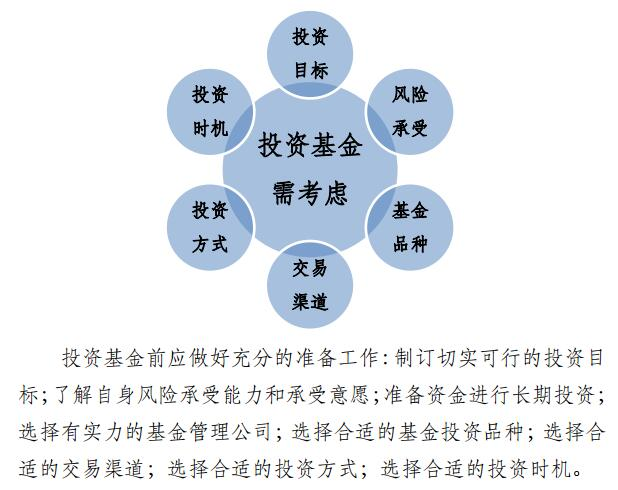 投资
目标
风险
承受
基金
品种
交易
渠道
投资
方式
投资
时机
投资基金
需考虑
投资基金前应做好充分的准备工作：制订切实可行的投资目
标；了解自身风险承受能力和承受意愿；准备资金进行长期投资；
选择有实力的基金管理公司；选择合适的基金投资品种；选择合
适的交易渠道；选择合适的投资方式；选择合适的投资时机。